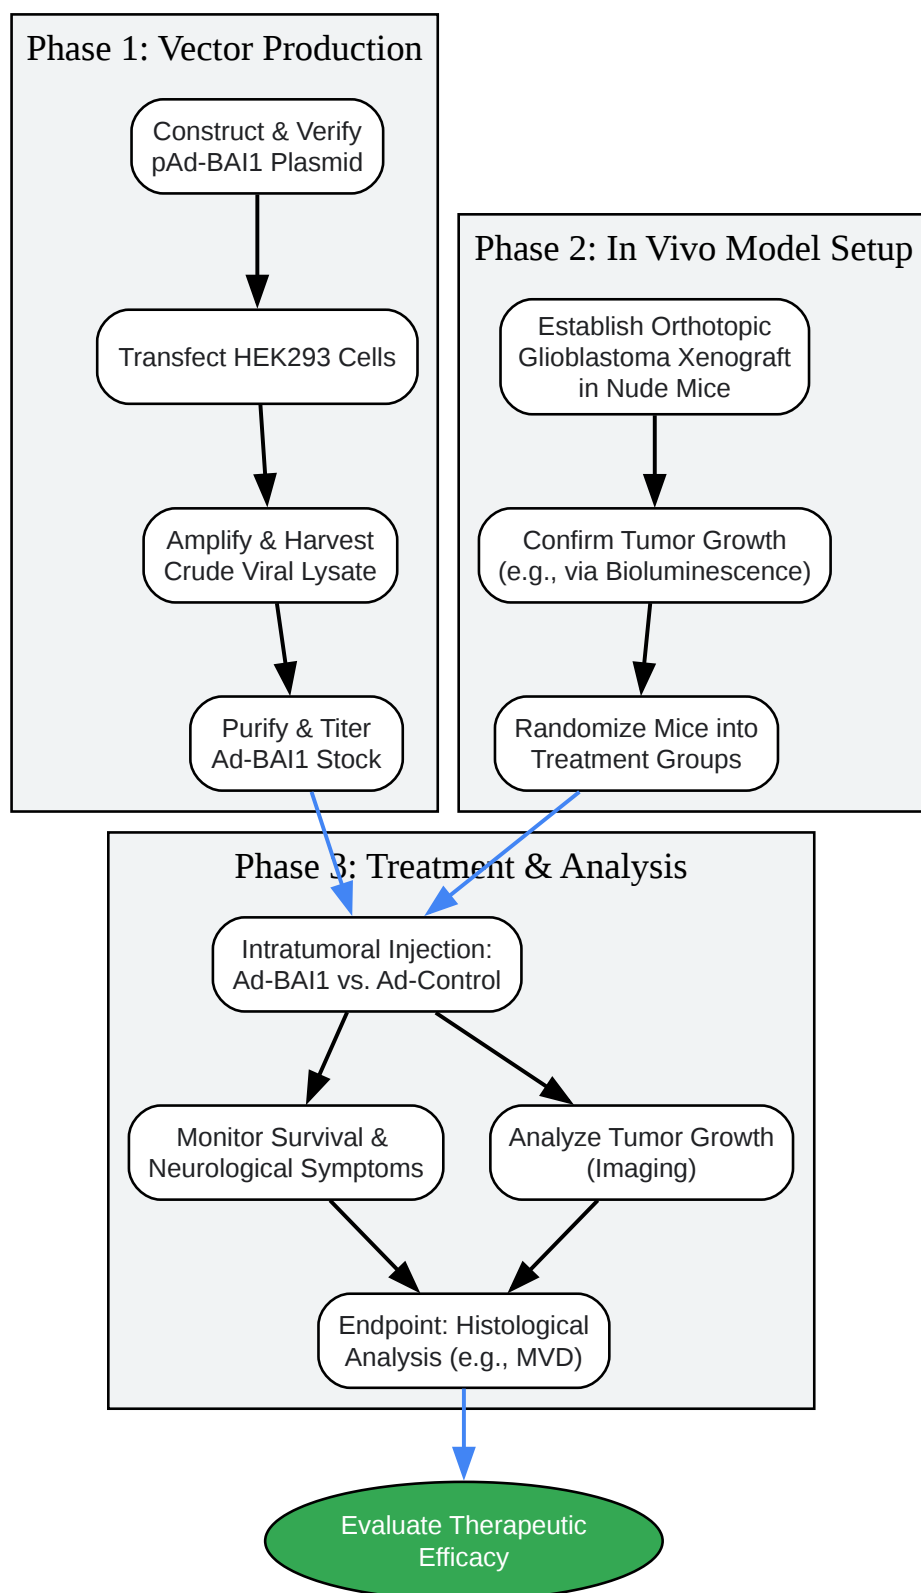 Phase 1: Vector Production
Construct & Verify
pAd-BAI1 Plasmid
Transfect HEK293 Cells
Amplify & Harvest
Crude Viral Lysate
Purify & Titer
Ad-BAI1 Stock
Phase 2: In Vivo Model Setup
Establish Orthotopic
Glioblastoma Xenograft
in Nude Mice
Confirm Tumor Growth
(e.g., via Bioluminescence)
Randomize Mice into
Treatment Groups
Phase 3: Treatment & Analysis
Intratumoral Injection:
Ad-BAI1 vs. Ad-Control
Monitor Survival &
Neurological Symptoms
Analyze Tumor Growth
(Imaging)
Endpoint: Histological
Analysis (e.g., MVD)
Evaluate Therapeutic
Efficacy